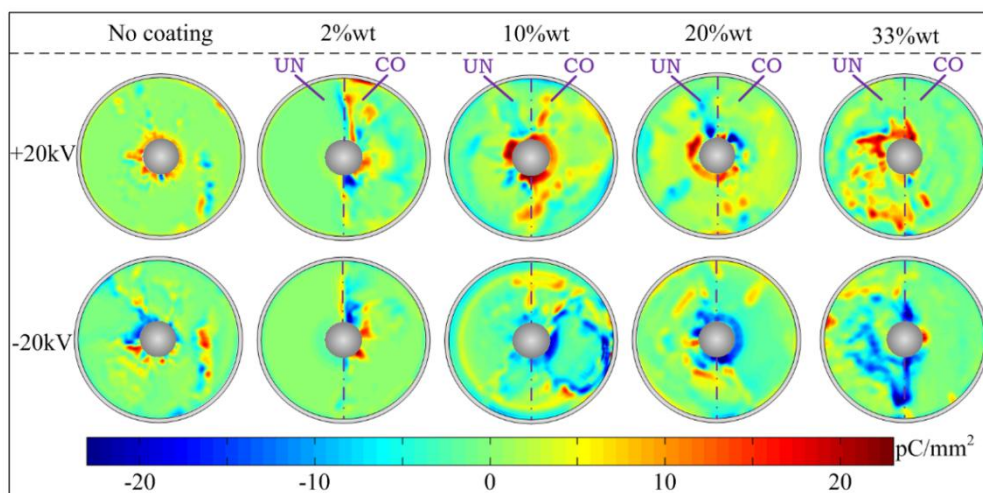 No coating 2%wt 10%wt 20%wt 33%wt
UN CO UN CO UN CO UN CO
+20kV
-20kV
pC/mm²
-20 -10 0 10 20